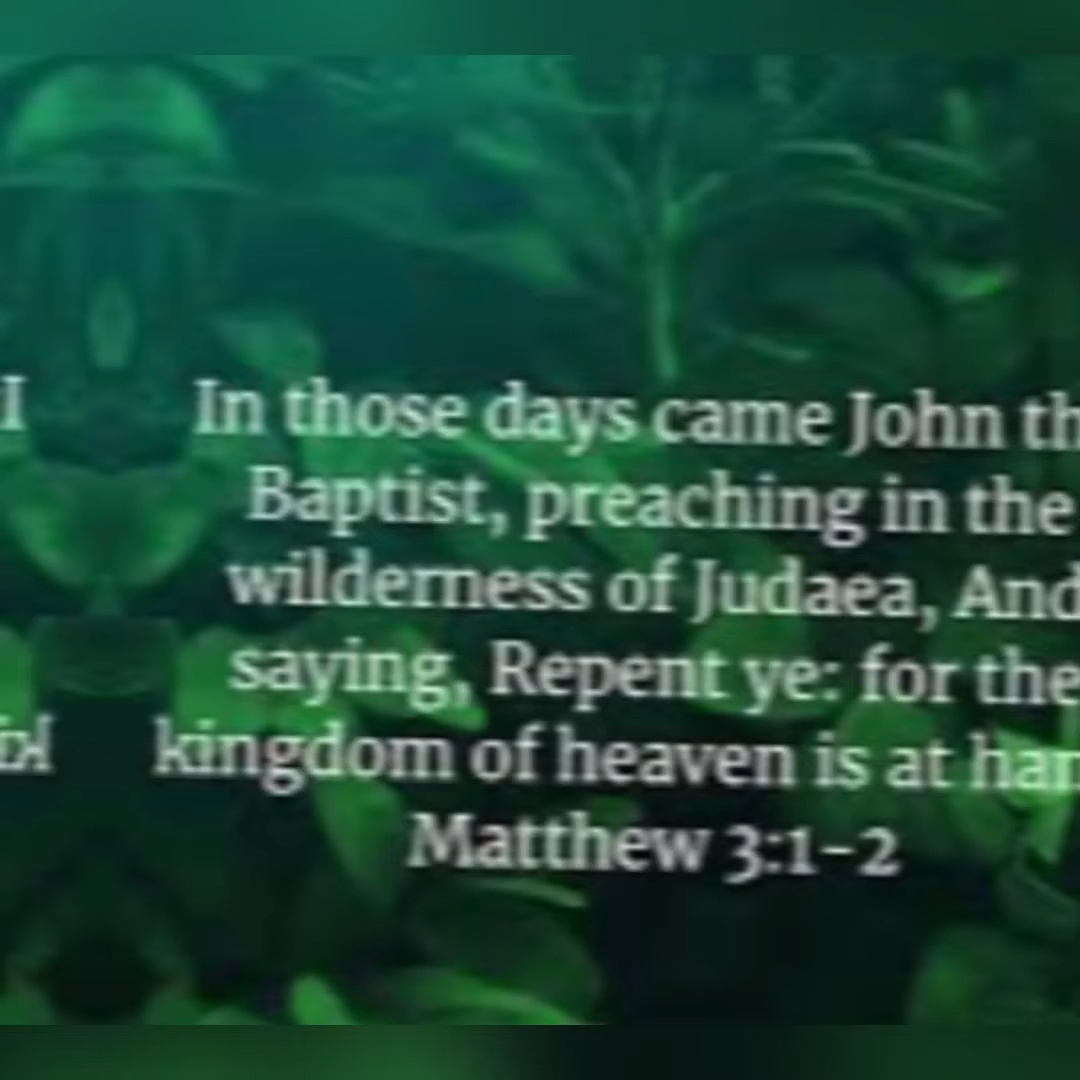 In those days came John th
Baptist, preaching in the
wilderness of Judaea, And
saying, Repent ye: for the
kingdom of heaven is at han
Matthew 3:1-2